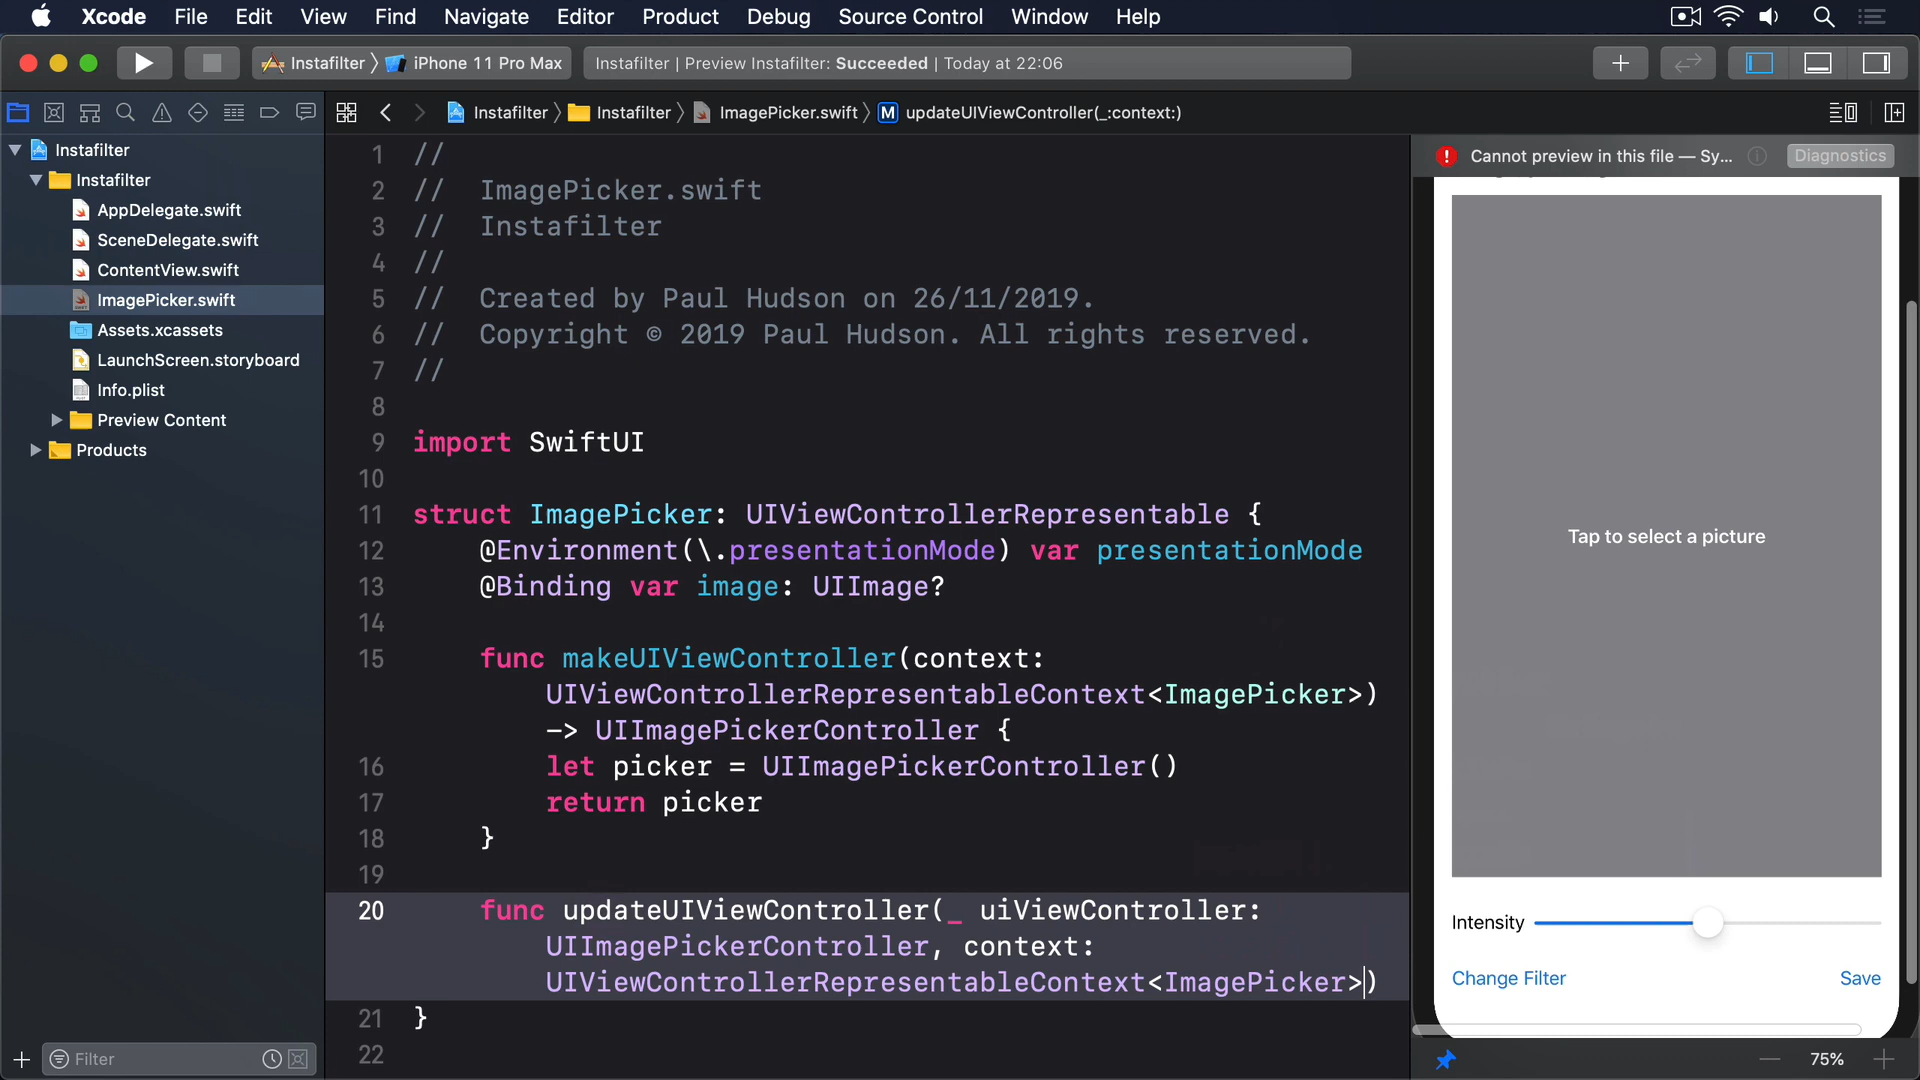 Xcode File Edit View Find Navigate Editor Product Debug Source Control Window Help
Instafilter iPhone 11 Pro Max Instafilter | Preview Instafilter: Succeeded | Today at 22:06
Instafilter Instafilter ImagePicker.swift M updateUIViewController(_:context:)
Instafilter
Instafilter
AppDelegate.swift
SceneDelegate.swift
ContentView.swift
ImagePicker.swift
Assets.xcassets
LaunchScreen.storyboard
Info.plist
Preview Content
Products
Filter
1 //
2 //  ImagePicker.swift
3 //  Instafilter
4 //
5 //  Created by Paul Hudson on 26/11/2019.
6 //  Copyright © 2019 Paul Hudson. All rights reserved.
7 //
8
9 import SwiftUI
10
11 struct ImagePicker: UIViewControllerRepresentable {
12     @Environment(\.presentationMode) var presentationMode
13     @Binding var image: UIImage?
14
15     func makeUIViewController(context:
UIViewControllerRepresentableContext<ImagePicker>)
-> UIImagePickerController {
16         let picker = UIImagePickerController()
17         return picker
18     }
19
20     func updateUIViewController(_ uiViewController:
UIImagePickerController, context:
UIViewControllerRepresentableContext<ImagePicker>)
21 }
22
Cannot preview in this file — Sy... Diagnostics
Tap to select a picture
Intensity
Change Filter Save
75%